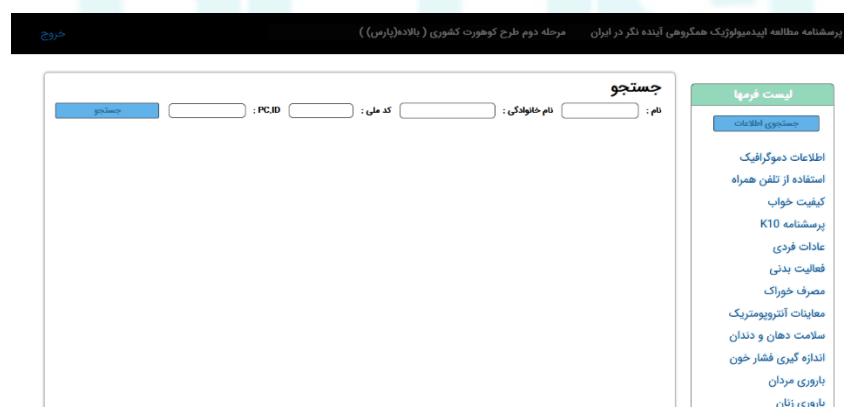 پرسشنامه مطالعه اپیدمیولوژیک همگروهی آینده نگر در ایران مرحله دوم طرح کوهورت کشوری ( بالاده(پارس) ) خروج
لیست فرمها
جستجوی اطلاعات
اطلاعات دموگرافیک
استفاده از تلفن همراه
کیفیت خواب
پرسشنامه K10
عادات فردی
فعالیت بدنی
مصرف خوراک
معاینات آنتروپومتریک
سلامت دهان و دندان
اندازه گیری فشار خون
باروری مردان
باروری زنان
جستجو
نام : نام خانوادگی : کد ملی : PC,ID : جستجو